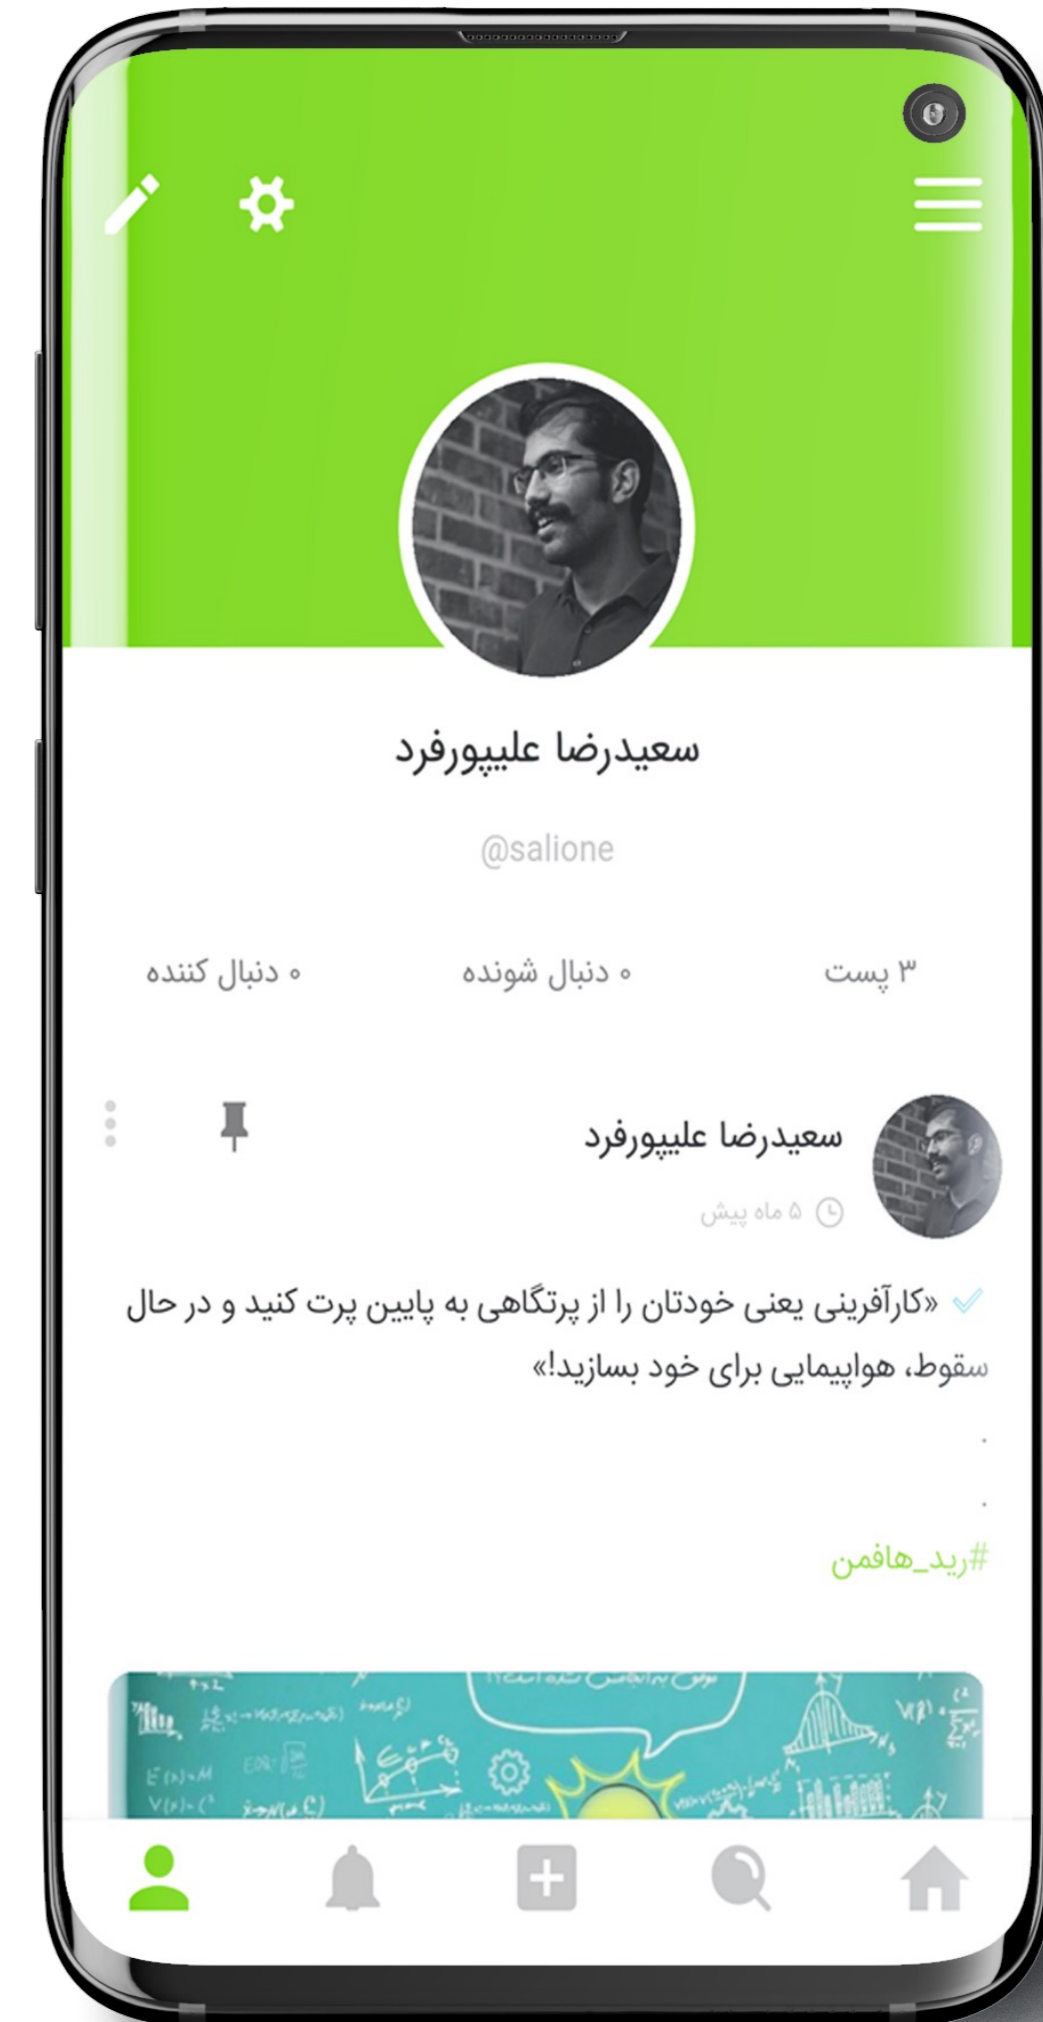 سعیدرضا علیپورفرد
@salione
۳ پست
۰ دنبال شونده
۰ دنبال کننده
سعیدرضا علیپورفرد
۵ ماه پیش
«کارآفرینی یعنی خودتان را از پرتگاهی به پایین پرت کنید و در حال
سقوط، هواپیمایی برای خود بسازید!»
.
.
#رید_هافمن